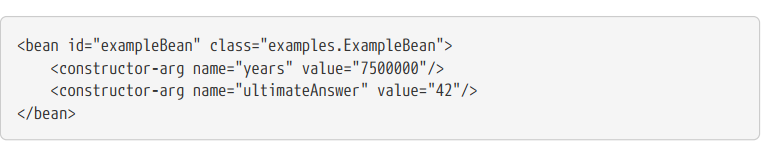 <bean id="exampleBean" class="examples.ExampleBean">
    <constructor-arg name="years" value="7500000"/>
    <constructor-arg name="ultimateAnswer" value="42"/>
</bean>